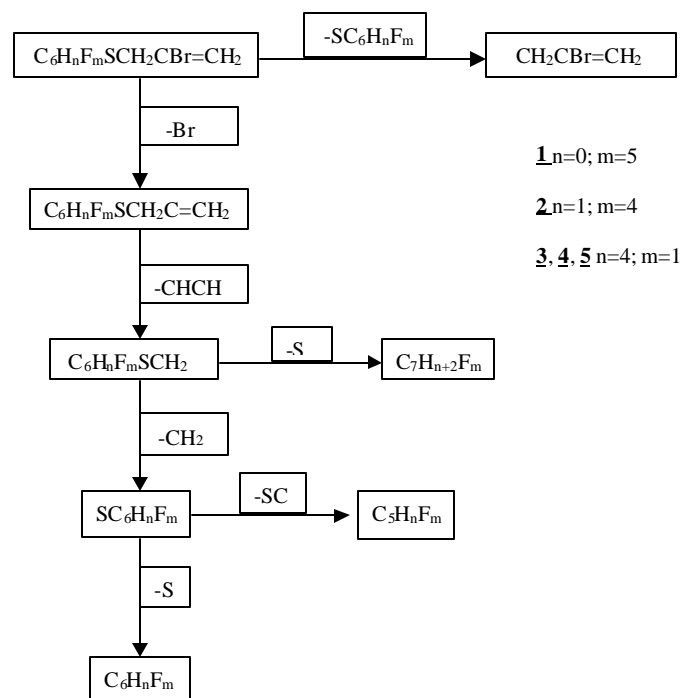 -SC₆HₙFₘ
C₆HₙFₘSCH₂CBr=CH₂
CH₂CBr=CH₂
-Br
1 n=0; m=5
C₆HₙFₘSCH₂C=CH₂
2 n=1; m=4
3, 4, 5 n=4; m=1
-CHCH
-S
C₆HₙFₘSCH₂
C₇Hₙ₊₂Fₘ
-CH₂
-SC
SC₆HₙFₘ
C₅HₙFₘ
-S
C₆HₙFₘ